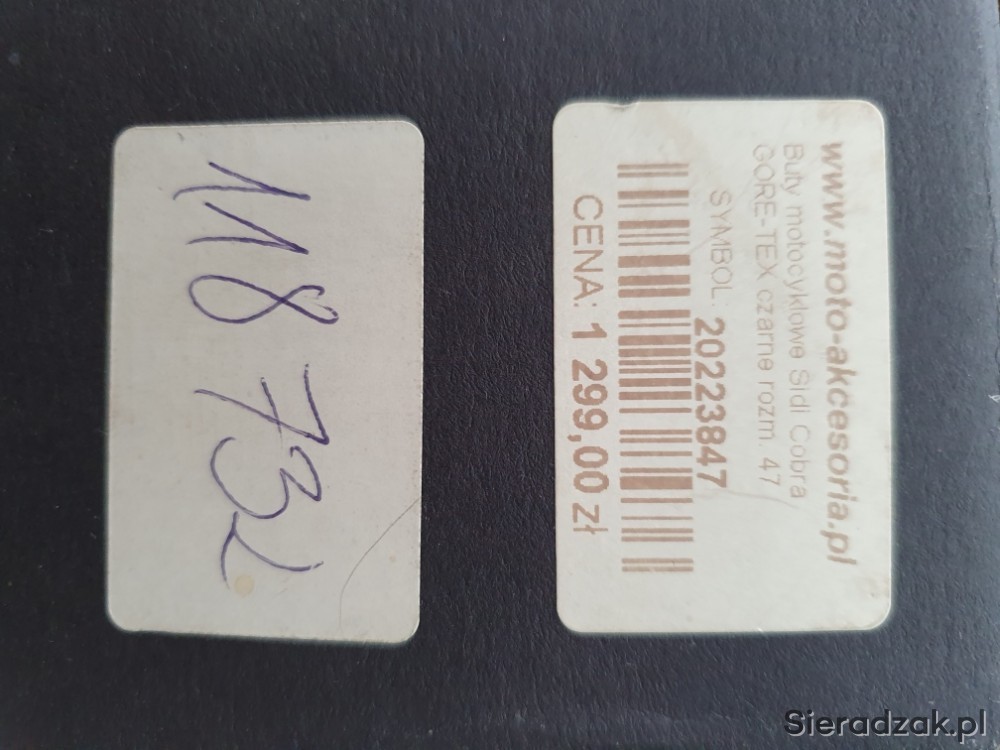 118 732
www.moto-akcesoria.pl
Buty motocyklowe Sidi Cobra
GORE-TEX czarne rozm. 47
SYMBOL: 20223847
CENA: 1 299,00 zł
Sieradzak.pl